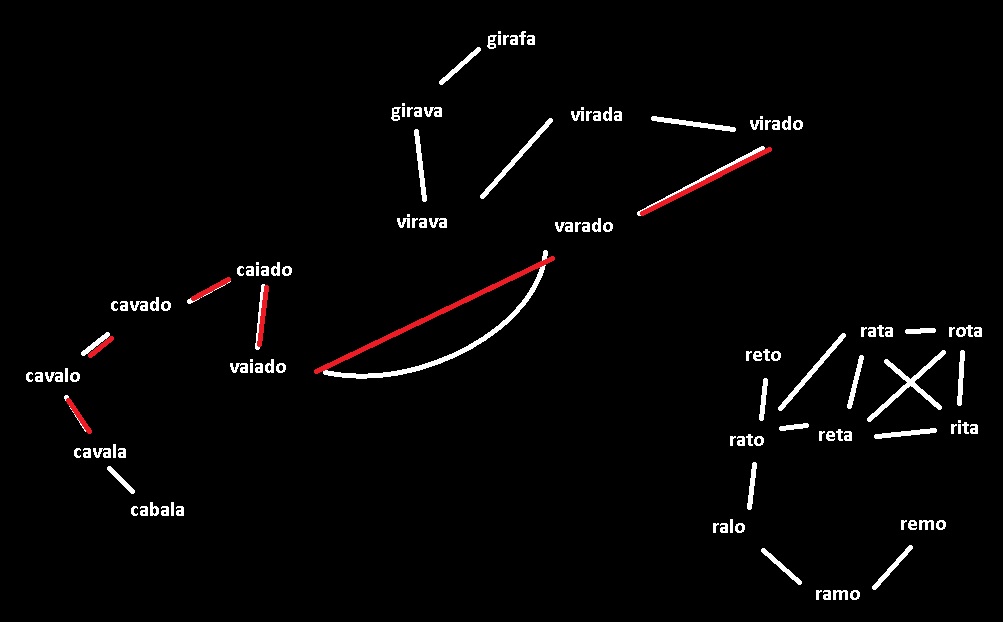 girafa
girava
virada
virado
virava
varado
caiado
cavado
vaiado
cavalo
cavala
cabala
rata
rota
reto
rato
reta
rita
ralo
remo
ramo